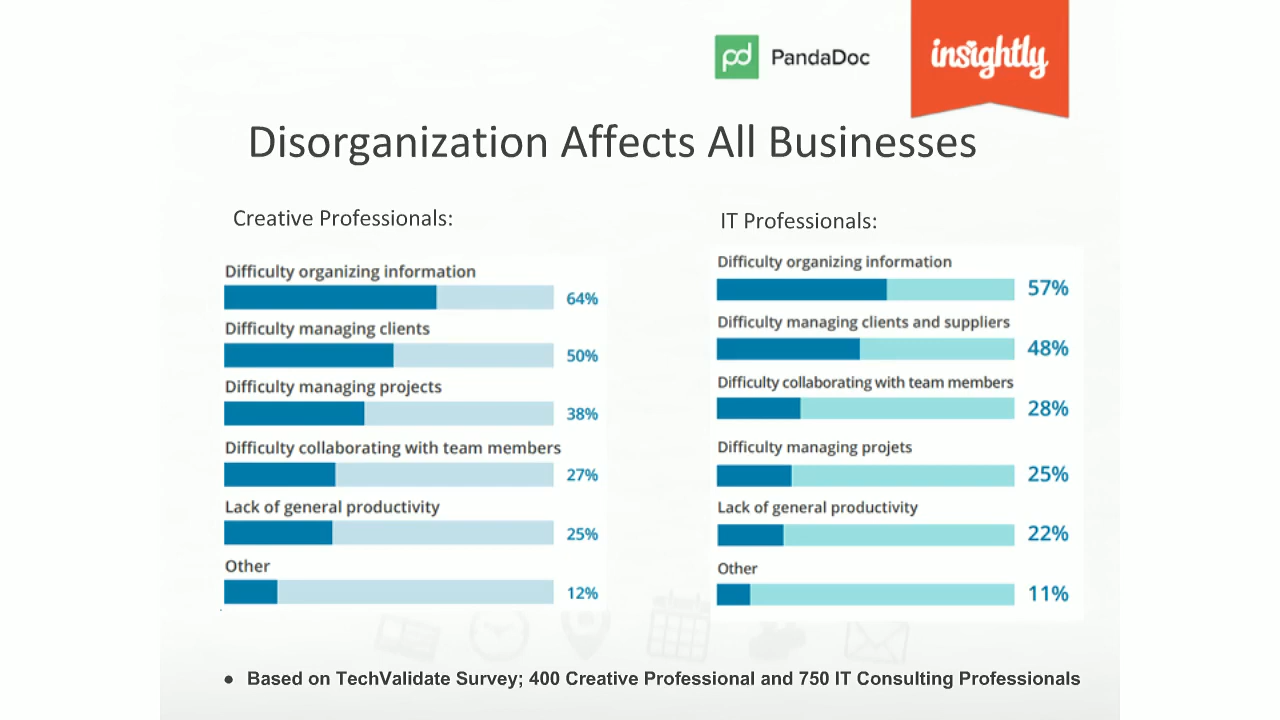 pd PandaDoc
insightly
Disorganization Affects All Businesses
Creative Professionals:
Difficulty organizing information
64%
Difficulty managing clients
50%
Difficulty managing projects
38%
Difficulty collaborating with team members
27%
Lack of general productivity
25%
Other
12%
IT Professionals:
Difficulty organizing information
57%
Difficulty managing clients and suppliers
48%
Difficulty collaborating with team members
28%
Difficulty managing projets
25%
Lack of general productivity
22%
Other
11%
● Based on TechValidate Survey; 400 Creative Professional and 750 IT Consulting Professionals